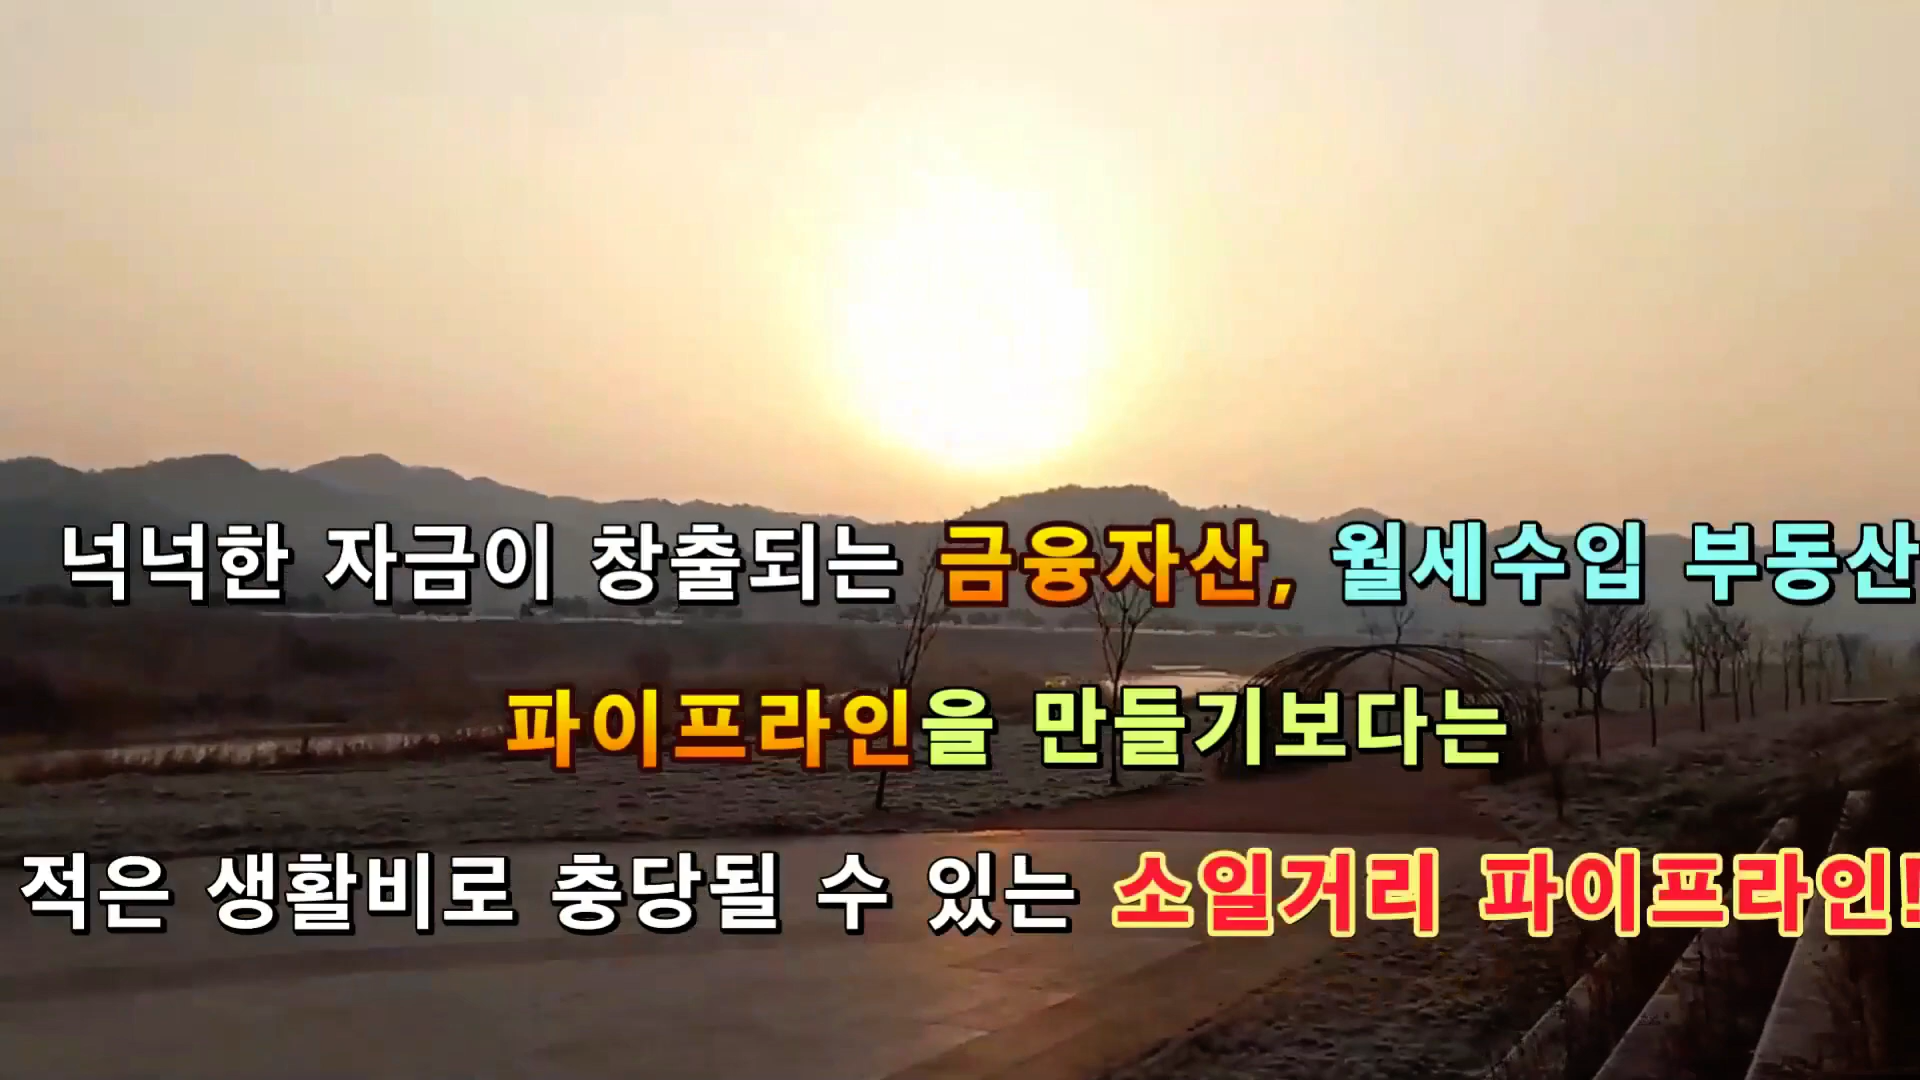 넉넉한 자금이 창출되는 금융자산, 월세수입 부동산
파이프라인을 만들기보다는
적은 생활비로 충당될 수 있는 소일거리 파이프라인!